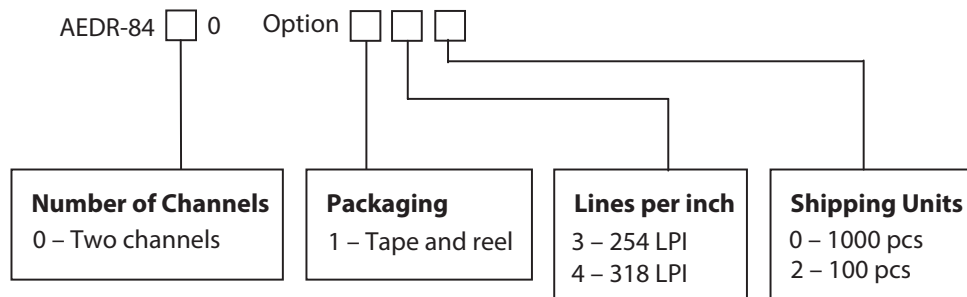 AEDR-84 0 Option
Number of Channels
0 – Two channels
Packaging
1 – Tape and reel
Lines per inch
3 – 254 LPI
4 – 318 LPI
Shipping Units
0 – 1000 pcs
2 – 100 pcs